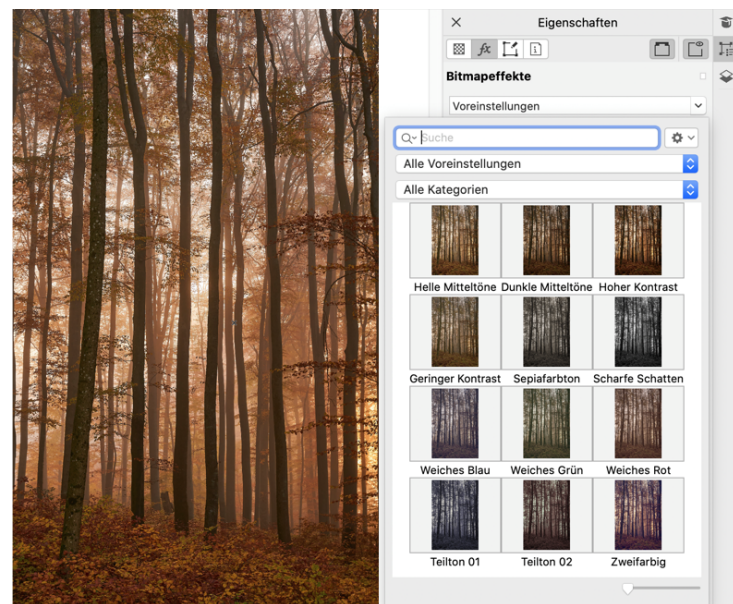 Eigenschaften
fx
i
Bitmapeffekte
Voreinstellungen
Suche
Alle Voreinstellungen
Alle Kategorien
Helle Mitteltöne Dunkle Mitteltöne Hoher Kontrast
Geringer Kontrast Sepiafarbton Scharfe Schatten
Weiches Blau Weiches Grün Weiches Rot
Teilton 01 Teilton 02 Zweifarbig